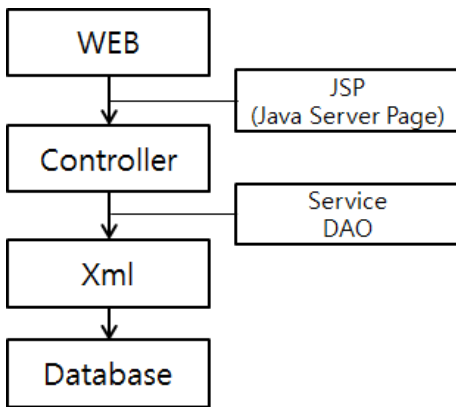 WEB
JSP
(Java Server Page)
Controller
Service
DAO
Xml
Database